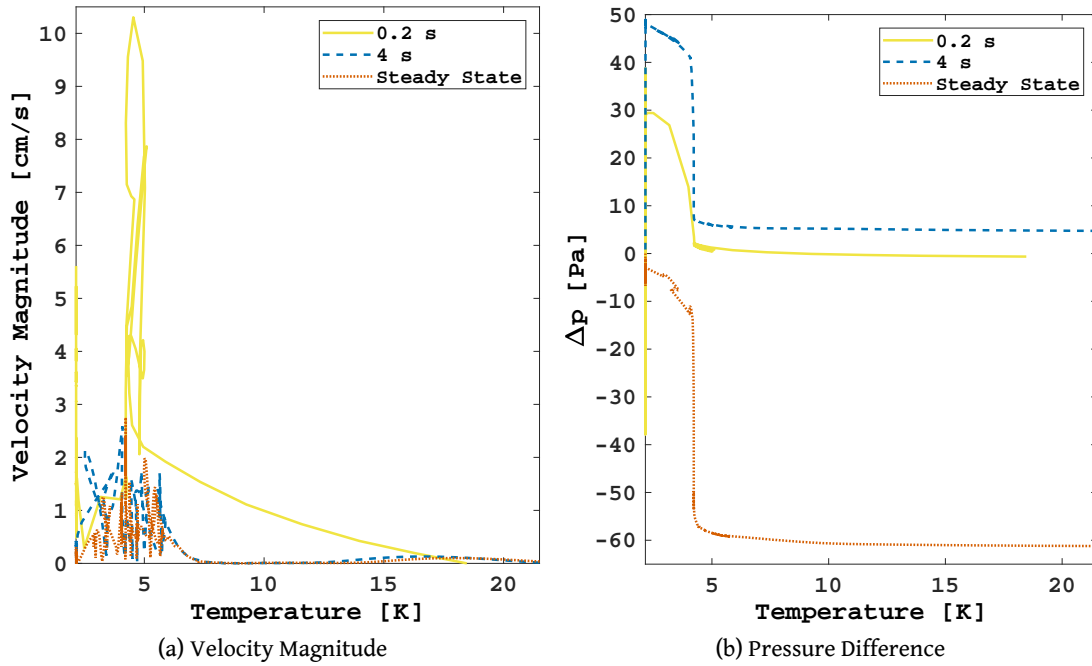 10
9
8
7
6
5
4
3
2
1
0
Velocity Magnitude [cm/s]
0.2 s
4 s
Steady State
5
10
15
20
Temperature [K]
(a) Velocity Magnitude
50
40
30
20
10
0
-10
-20
-30
-40
-50
-60
Δp [Pa]
0.2 s
4 s
Steady State
5
10
15
20
Temperature [K]
(b) Pressure Difference